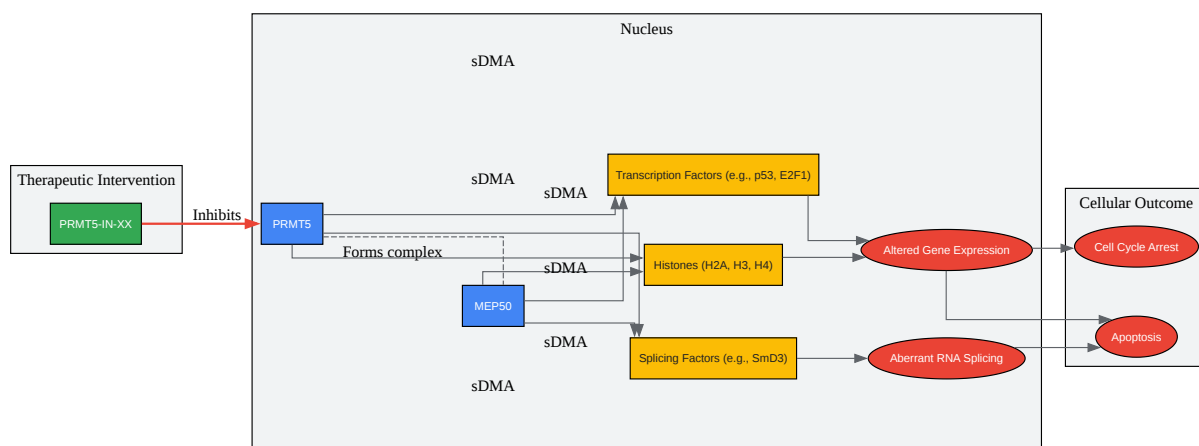 Nucleus
sDMA
Therapeutic Intervention
PRMT5-IN-XX
Inhibits
PRMT5
sDMA
sDMA
Transcription Factors (e.g., p53, E2F1)
Forms complex
sDMA
Histones (H2A, H3, H4)
MEP50
sDMA
Splicing Factors (e.g., SmD3)
sDMA
Altered Gene Expression
Aberrant RNA Splicing
Cellular Outcome
Cell Cycle Arrest
Apoptosis